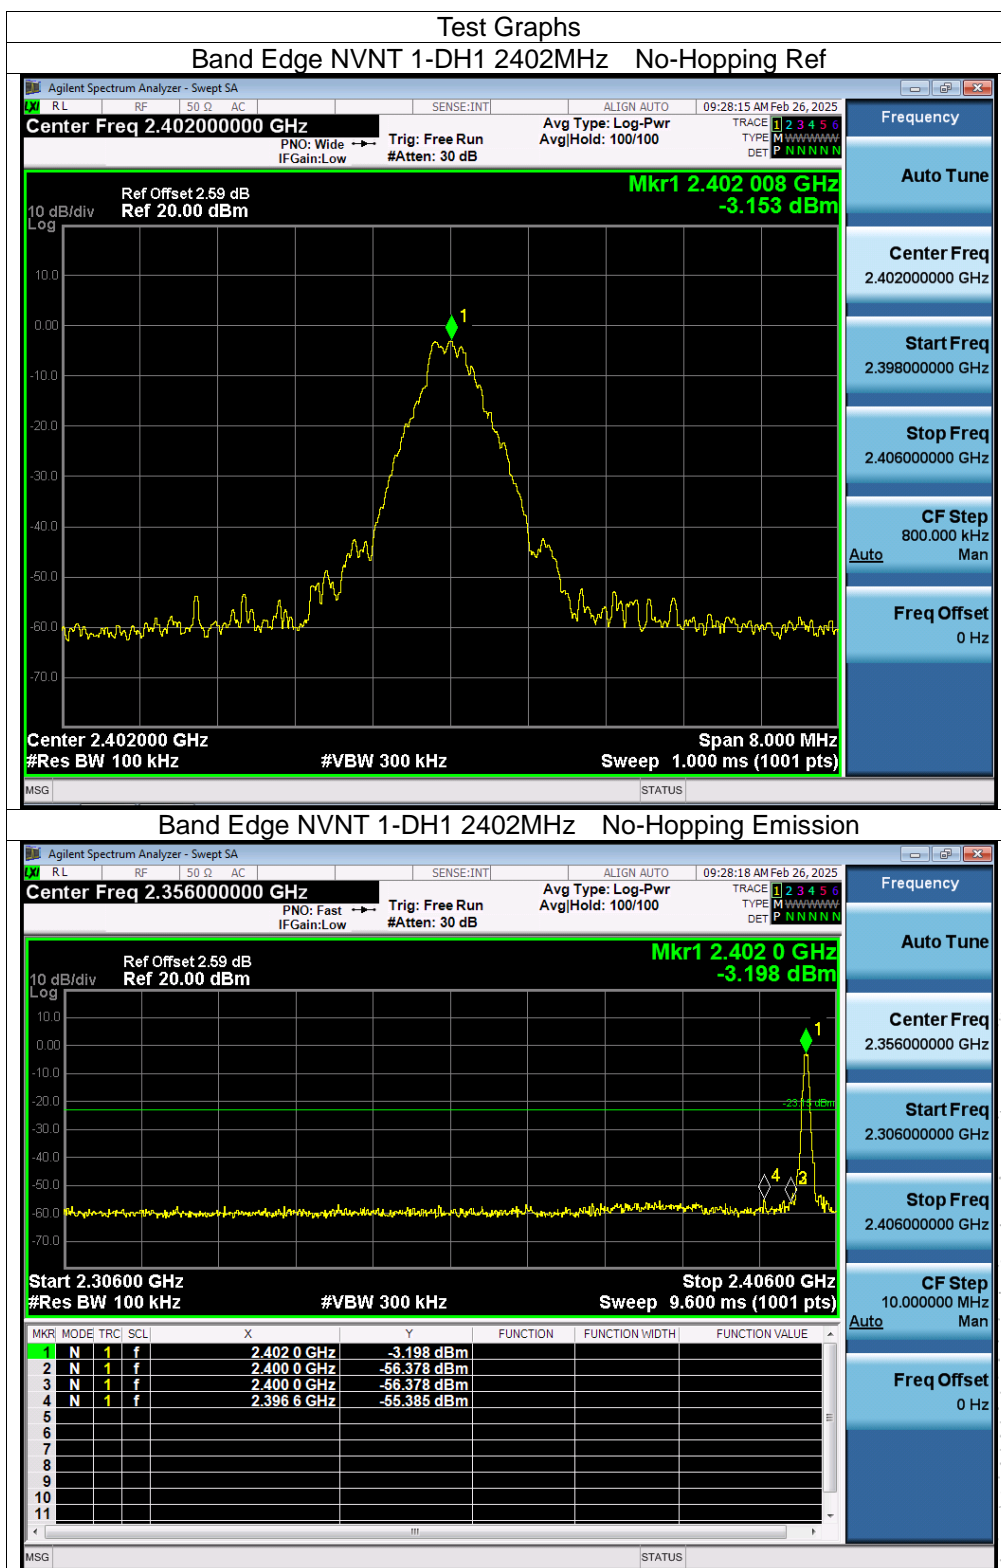 Test Graphs
Band Edge NVNT 1-DH1 2402MHz No-Hopping Ref
Agilent Spectrum Analyzer - Swept SA
LXI RL RF 50 Ω AC SENSE:INT ALIGN AUTO 09:28:15 AM Feb 26, 2025
Center Freq 2.402000000 GHz
PNO: Wide
IFGain:Low
Trig: Free Run
#Atten: 30 dB
Avg Type: Log-Pwr
Avg|Hold: 100/100
TRACE 1 2 3 4 5 6
TYPE M WWWWW
DET P N N N N N
Frequency
Auto Tune
Center Freq
2.402000000 GHz
Start Freq
2.398000000 GHz
Stop Freq
2.406000000 GHz
CF Step
800.000 kHz
Auto Man
Freq Offset
0 Hz
Mkr1 2.402 008 GHz
-3.153 dBm
Ref Offset 2.59 dB
10 dB/div Ref 20.00 dBm
Log
10.0
0.00
-10.0
-20.0
-30.0
-40.0
-50.0
-60.0
-70.0
1
Center 2.402000 GHz Span 8.000 MHz
#Res BW 100 kHz #VBW 300 kHz Sweep 1.000 ms (1001 pts)
MSG STATUS
Band Edge NVNT 1-DH1 2402MHz No-Hopping Emission
Agilent Spectrum Analyzer - Swept SA
LXI RL RF 50 Ω AC SENSE:INT ALIGN AUTO 09:28:18 AM Feb 26, 2025
Center Freq 2.356000000 GHz
PNO: Fast
IFGain:Low
Trig: Free Run
#Atten: 30 dB
Avg Type: Log-Pwr
Avg|Hold: 100/100
TRACE 1 2 3 4 5 6
TYPE M WWWWW
DET P N N N N N
Frequency
Auto Tune
Center Freq
2.356000000 GHz
Start Freq
2.306000000 GHz
Stop Freq
2.406000000 GHz
CF Step
10.000000 MHz
Auto Man
Freq Offset
0 Hz
Mkr1 2.402 0 GHz
-3.198 dBm
Ref Offset 2.59 dB
10 dB/div Ref 20.00 dBm
Log
10.0
0.00
-10.0
-20.0
-30.0
-40.0
-50.0
-60.0
-70.0
1
-23.15 dBm
4 3
Start 2.30600 GHz Stop 2.40600 GHz
#Res BW 100 kHz #VBW 300 kHz Sweep 9.600 ms (1001 pts)
MKR MODE TRC SCL X Y FUNCTION FUNCTION WIDTH FUNCTION VALUE
1 N 1 f 2.402 0 GHz -3.198 dBm
2 N 1 f 2.400 0 GHz -56.378 dBm
3 N 1 f 2.400 0 GHz -56.378 dBm
4 N 1 f 2.396 6 GHz -55.385 dBm
5
6
7
8
9
10
11
MSG STATUS